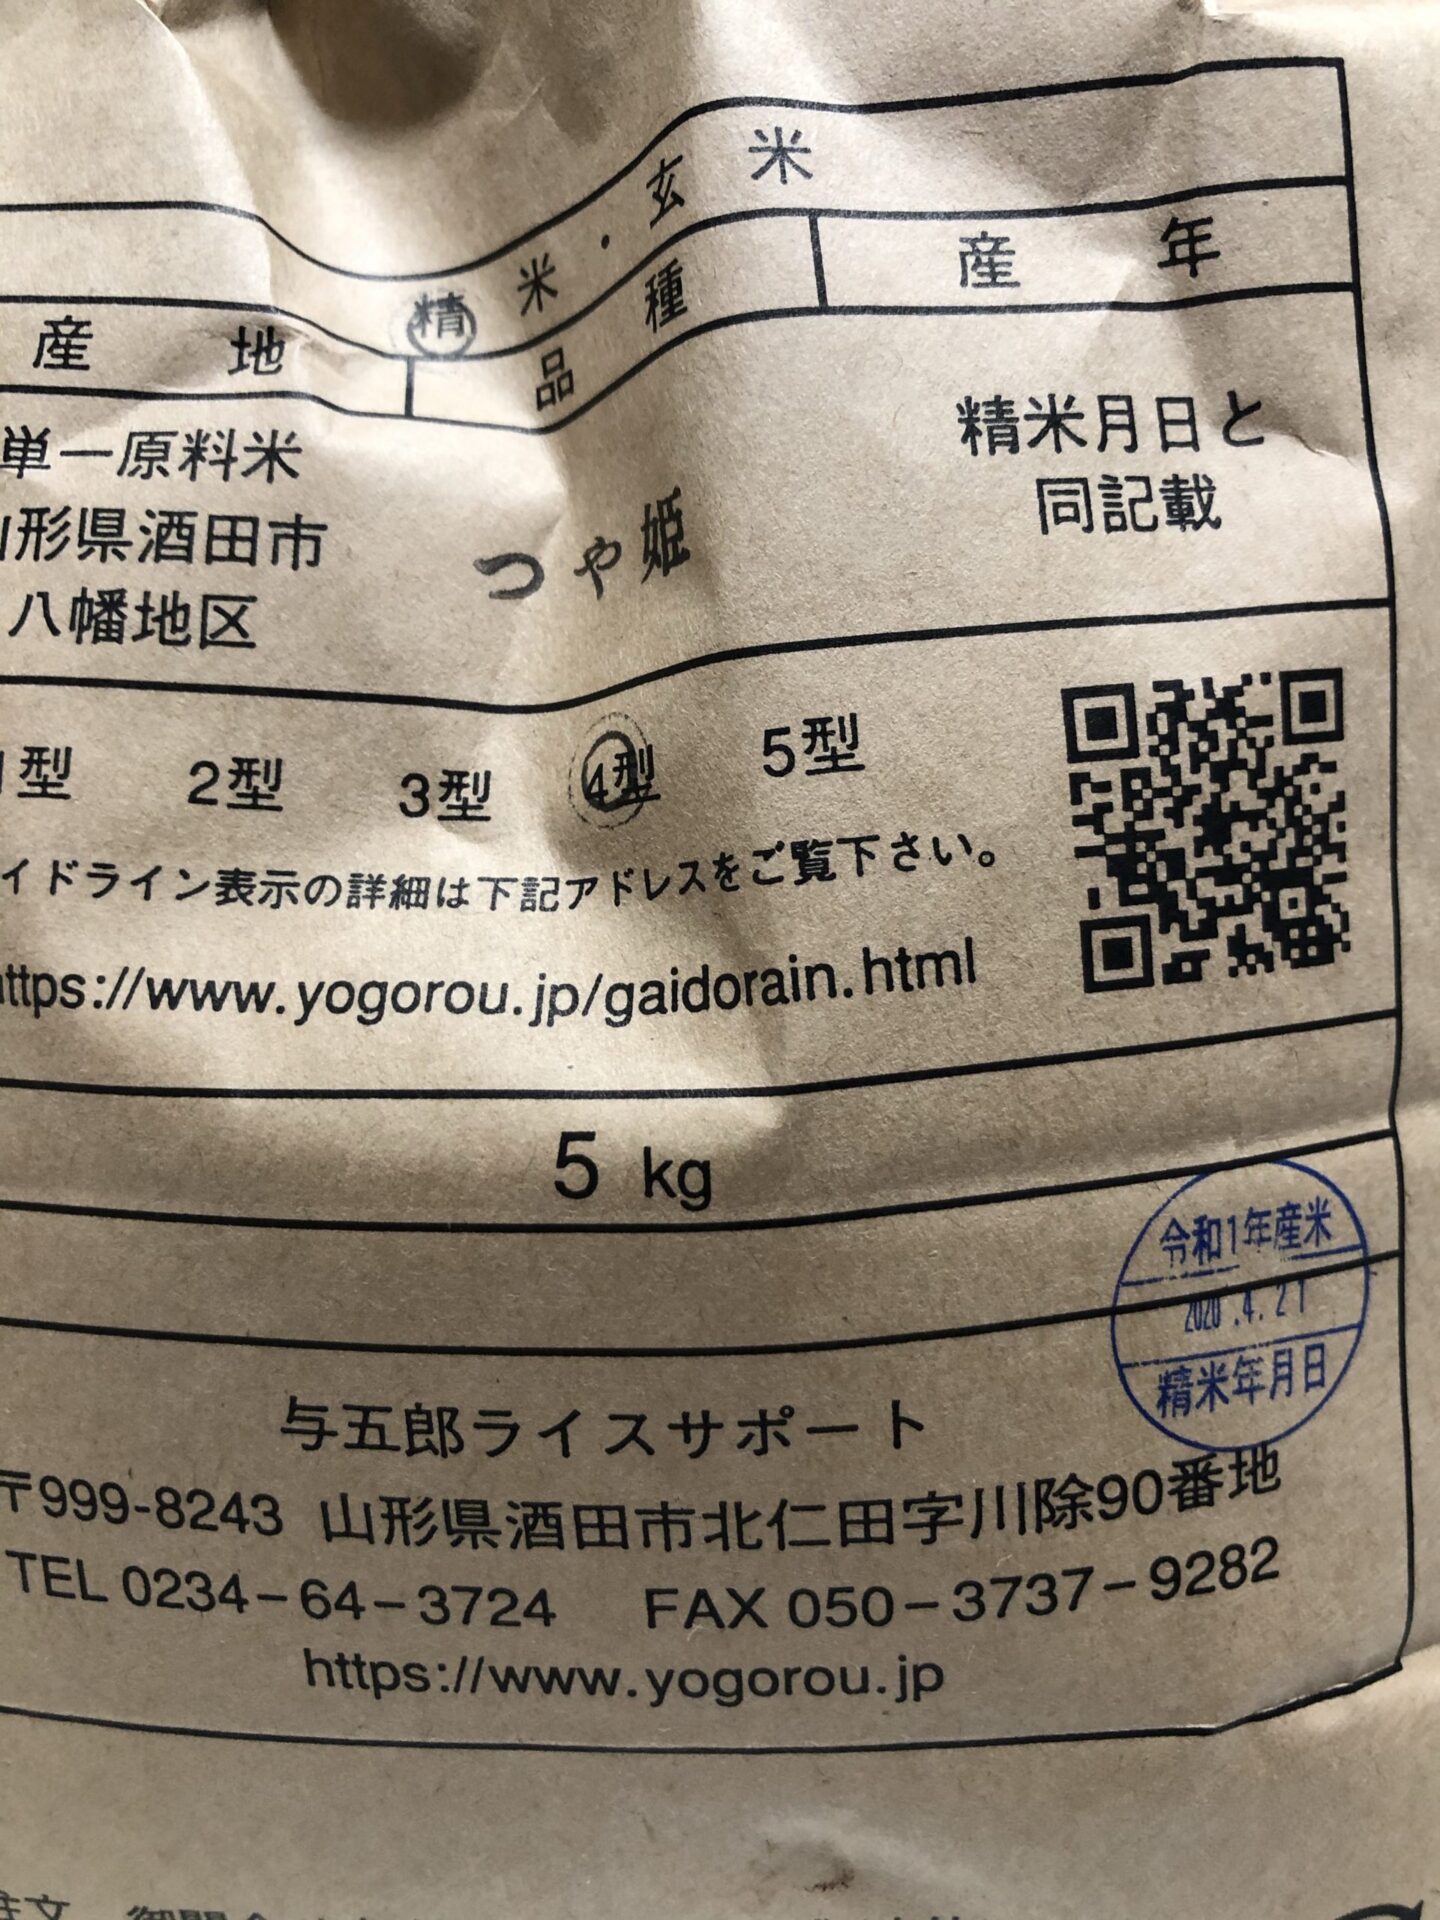 精米・玄米
産地 品種 産年
単一原料米
山形県酒田市
八幡地区
つや姫
精米月日と
同記載
1型 2型 3型 4型 5型
イドライン表示の詳細は下記アドレスをご覧下さい。
https://www.yogorou.jp/gaidorain.html
5 kg
令和1年産米
2020.4.21
精米年月日
与五郎ライスサポート
〒999-8243 山形県酒田市北仁田字川除90番地
TEL 0234-64-3724 FAX 050-3737-9282
https://www.yogorou.jp